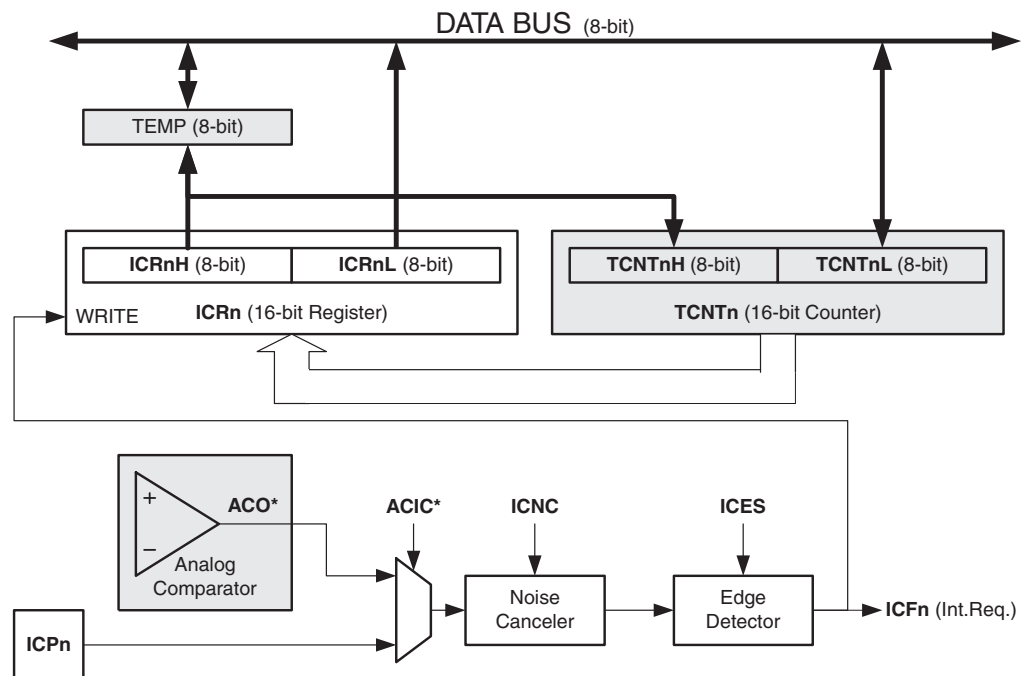 DATA BUS (8-bit)
TEMP (8-bit)
ICRnH (8-bit)
ICRnL (8-bit)
TCNTnH (8-bit)
TCNTnL (8-bit)
WRITE
ICRn (16-bit Register)
TCNTn (16-bit Counter)
+
−
ACO*
Analog
Comparator
ACIC*
ICNC
ICES
Noise
Canceler
Edge
Detector
ICFn (Int.Req.)
ICPn